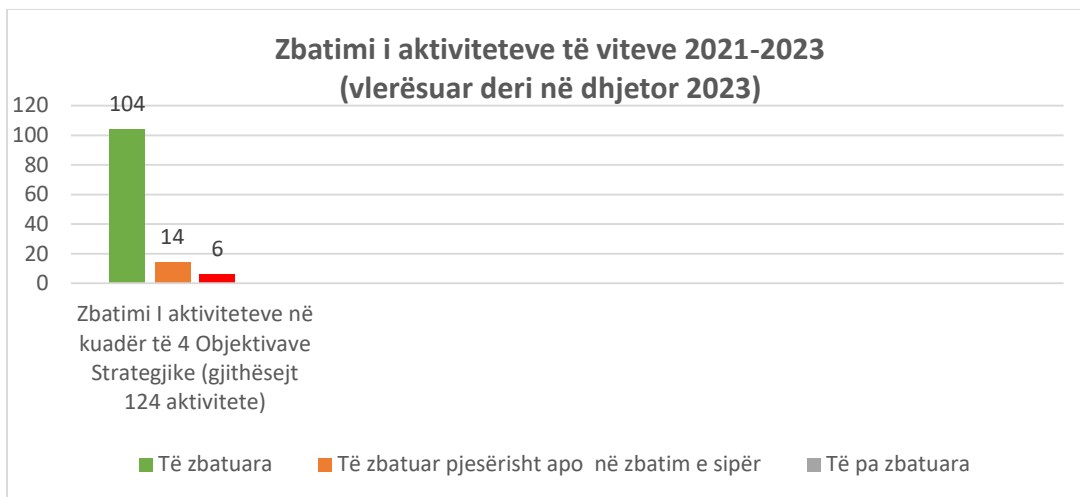 Zbatimi i aktiviteteve të viteve 2021-2023
(vlerësuar deri në dhjetor 2023)
120
100
80
60
40
20
0
104
14
6
Zbatimi I aktiviteteve në
kuadër të 4 Objektivave
Strategjike (gjithësejt
124 aktivitete)
Të zbatuara
Të zbatuar pjesërisht apo në zbatim e sipër
Të pa zbatuara